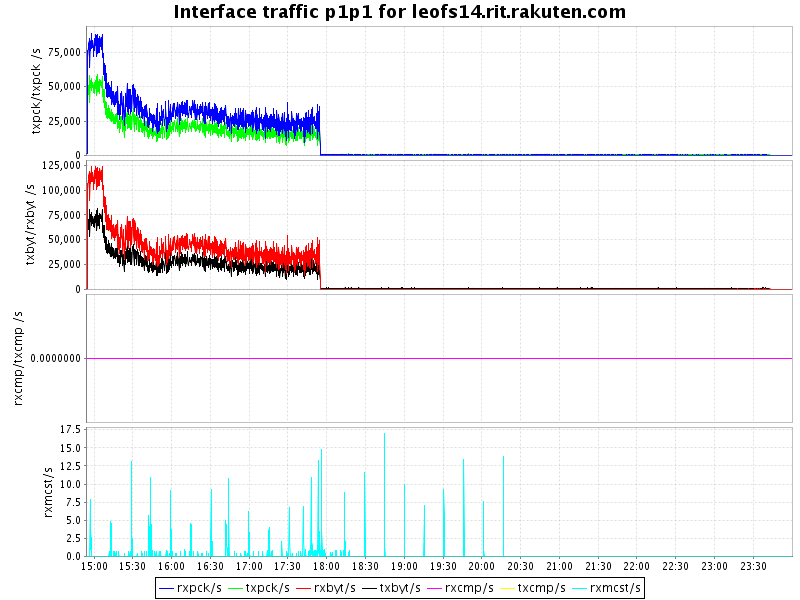 Interface traffic p1p1 for leofs14.rit.rakuten.com
txpck/txpck /s
75,000
50,000
25,000
0
txbyt/rxbyt /s
125,000
100,000
75,000
50,000
25,000
0
rxcmp/txcmp /s
0.0000000
rxmcst/s
17.5
15.0
12.5
10.0
7.5
5.0
2.5
0.0
15:00 15:30 16:00 16:30 17:00 17:30 18:00 18:30 19:00 19:30 20:00 20:30 21:00 21:30 22:00 22:30 23:00 23:30
rxpck/s txpck/s rxbyt/s txbyt/s rxcmp/s txcmp/s rxmcst/s